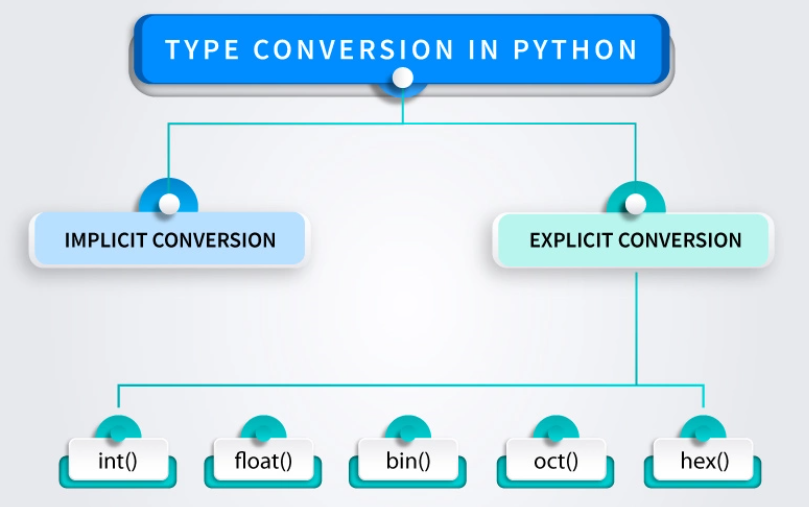 TYPE CONVERSION IN PYTHON
IMPLICIT CONVERSION
EXPLICIT CONVERSION
int()
float()
bin()
oct()
hex()